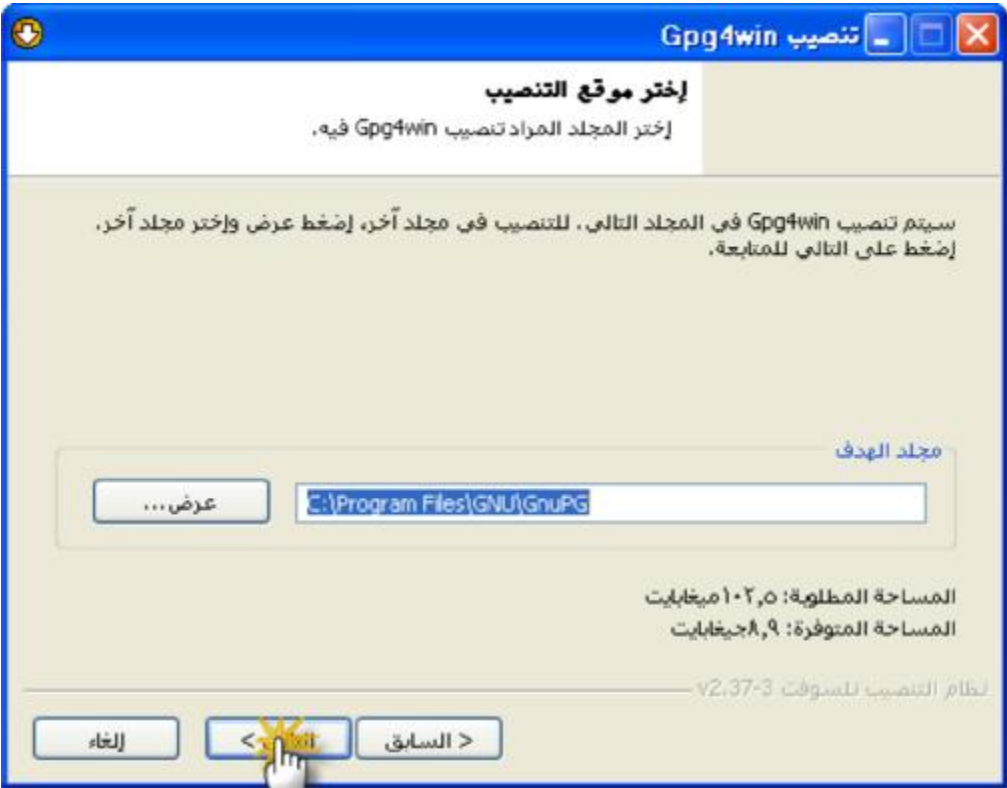 تنصيب Gpg4win
إختر موقع التنصيب
إختر المجلد المراد تنصيب Gpg4win فيه.
سيتم تنصيب Gpg4win في المجلد التالي. للتنصيب في مجلد آخر، إضغط عرض وإختر مجلد آخر.
إضغط على التالي للمتابعة.
مجلد الهدف
C:\Program Files\GNU\GnuPG
عرض...
المساحة المطلوبة: ١٠٢,٥ميغابايت
المساحة المتوفرة: ٨,٩جيغابايت
نظام التنصيب للسوفت v2.37-3
< السابق
>
إلغاء